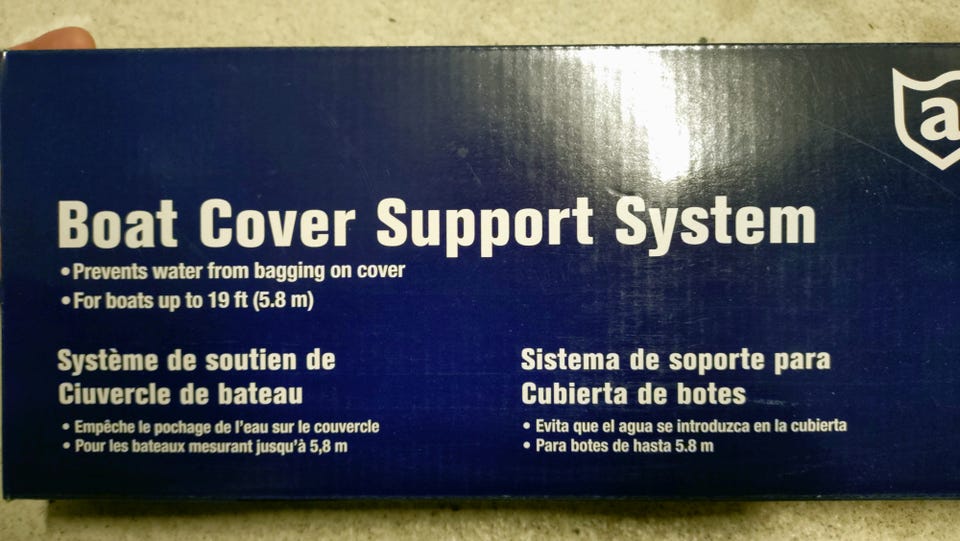 a
Boat Cover Support System
•Prevents water from bagging on cover
•For boats up to 19 ft (5.8 m)
Système de soutien de
Ciuvercle de bateau
• Empêche le pochage de l'eau sur le couvercle
• Pour les bateaux mesurant jusqu'à 5,8 m
Sistema de soporte para
Cubierta de botes
• Evita que el agua se introduzca en la cubierta
• Para botes de hasta 5.8 m